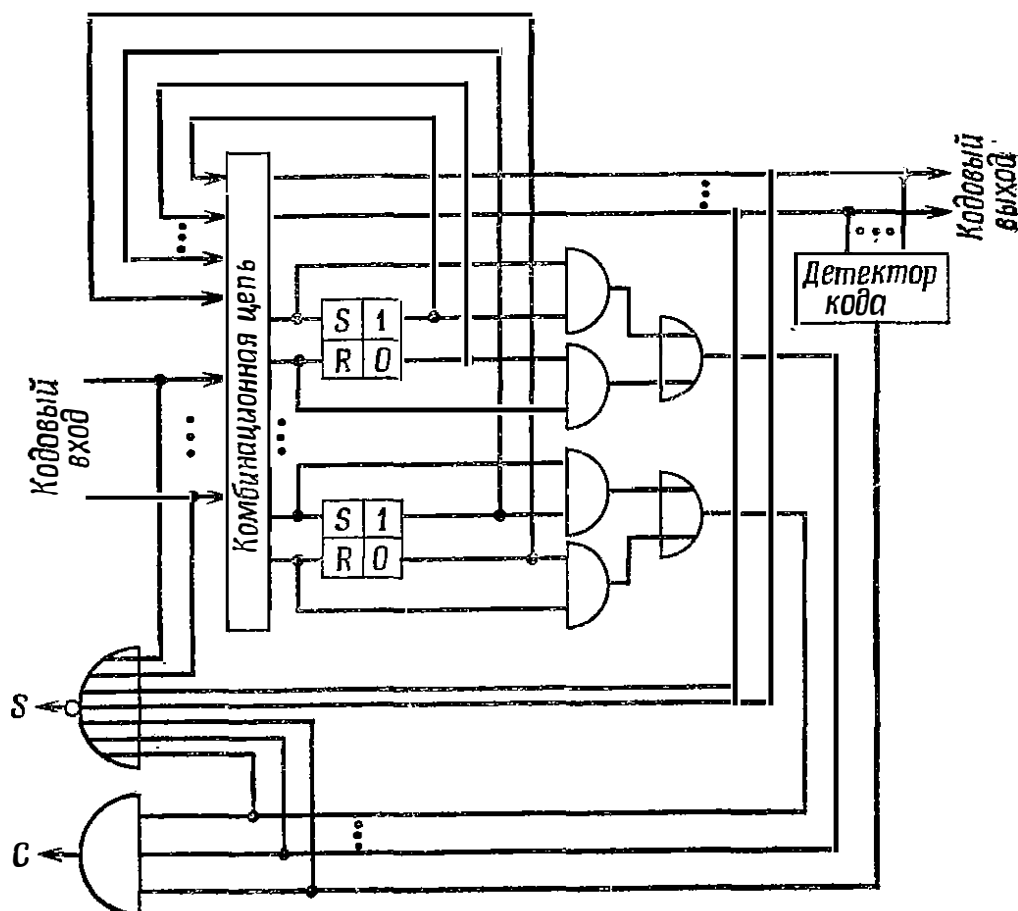 Кодовый
выход
Детектор
кода
Комбинационная цепь
S 1
R 0
Кодовый
вход
S 1
R 0
S
C